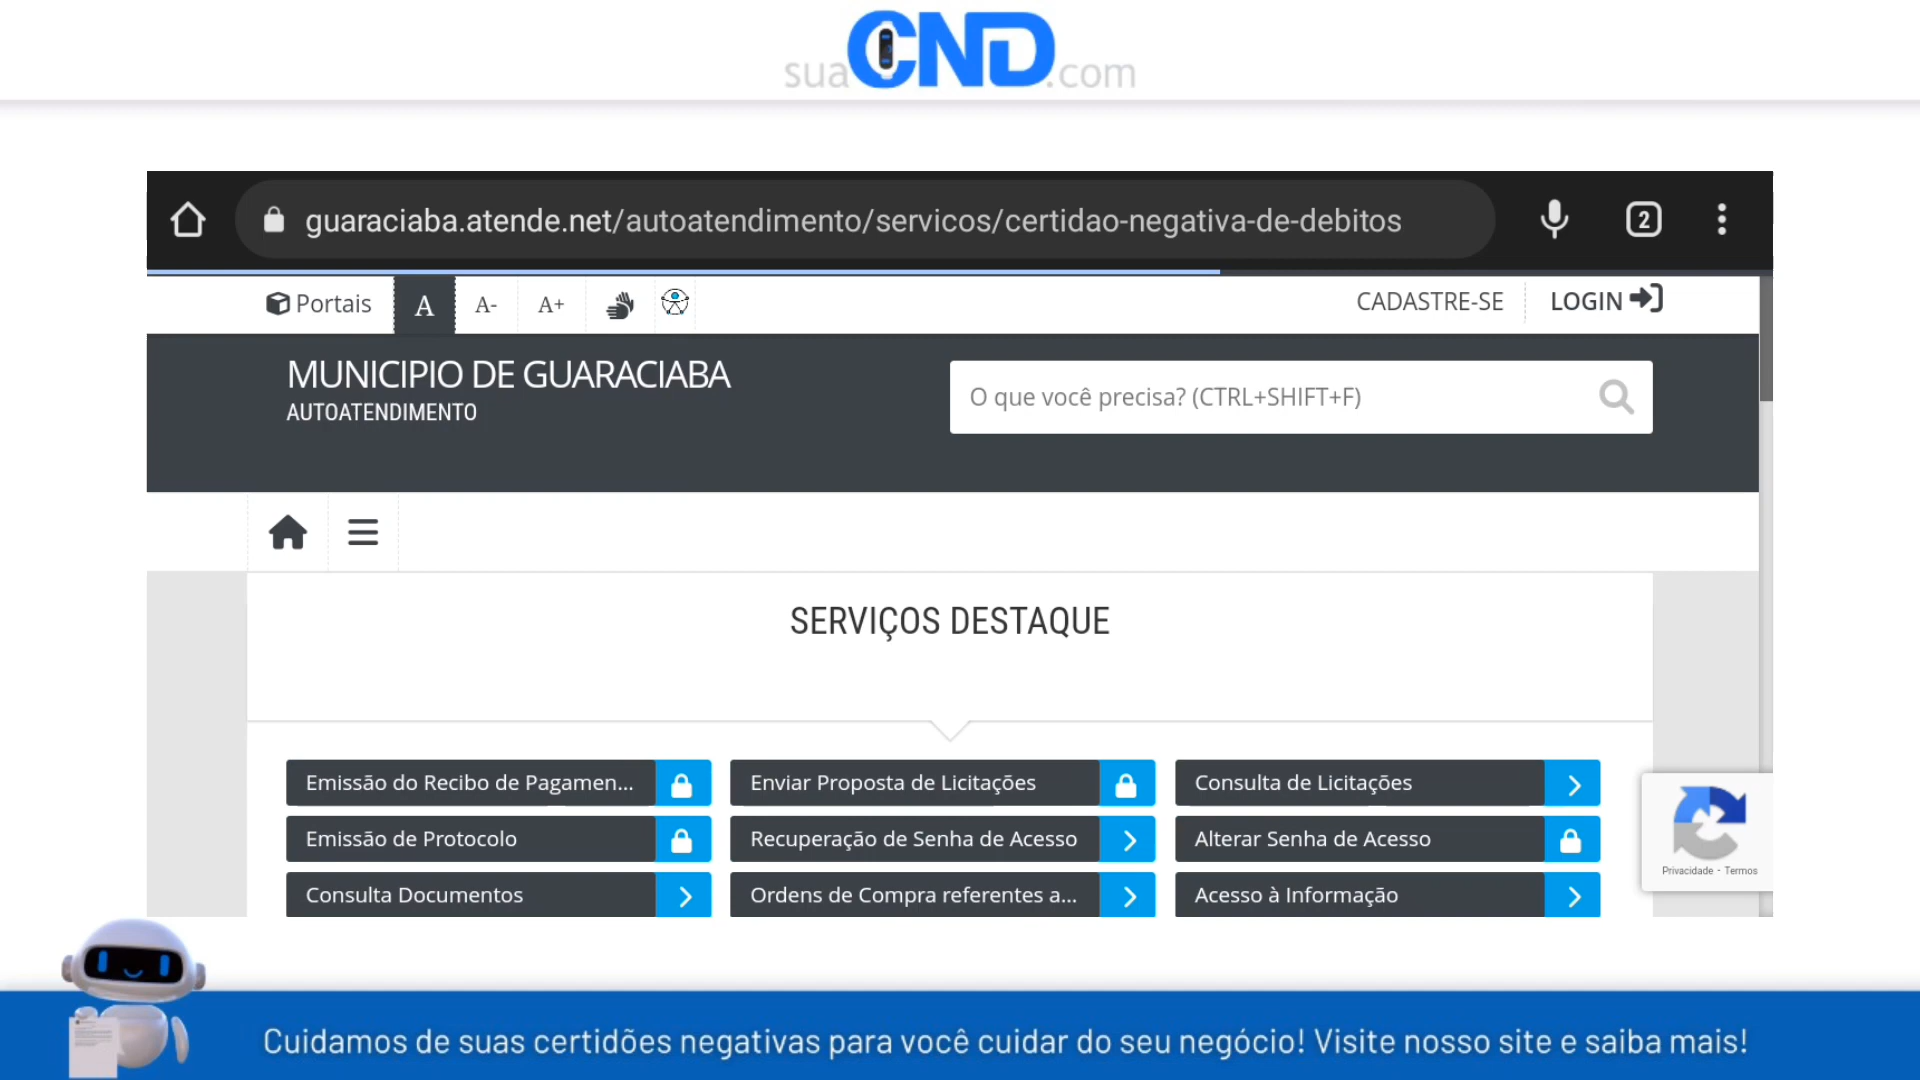 suaCND.com
guaraciaba.atende.net/autoatendimento/servicos/certidao-negativa-de-debitos
2
Portais A A- A+ CADASTRE-SE LOGIN
MUNICIPIO DE GUARACIABA
AUTOATENDIMENTO
O que você precisa? (CTRL+SHIFT+F)
SERVIÇOS DESTAQUE
Emissão do Recibo de Pagamen... Enviar Proposta de Licitações Consulta de Licitações
Emissão de Protocolo Recuperação de Senha de Acesso Alterar Senha de Acesso
Privacidade - Termos
Consulta Documentos Ordens de Compra referentes a... Acesso à Informação
Cuidamos de suas certidões negativas para você cuidar do seu negócio! Visite nosso site e saiba mais!